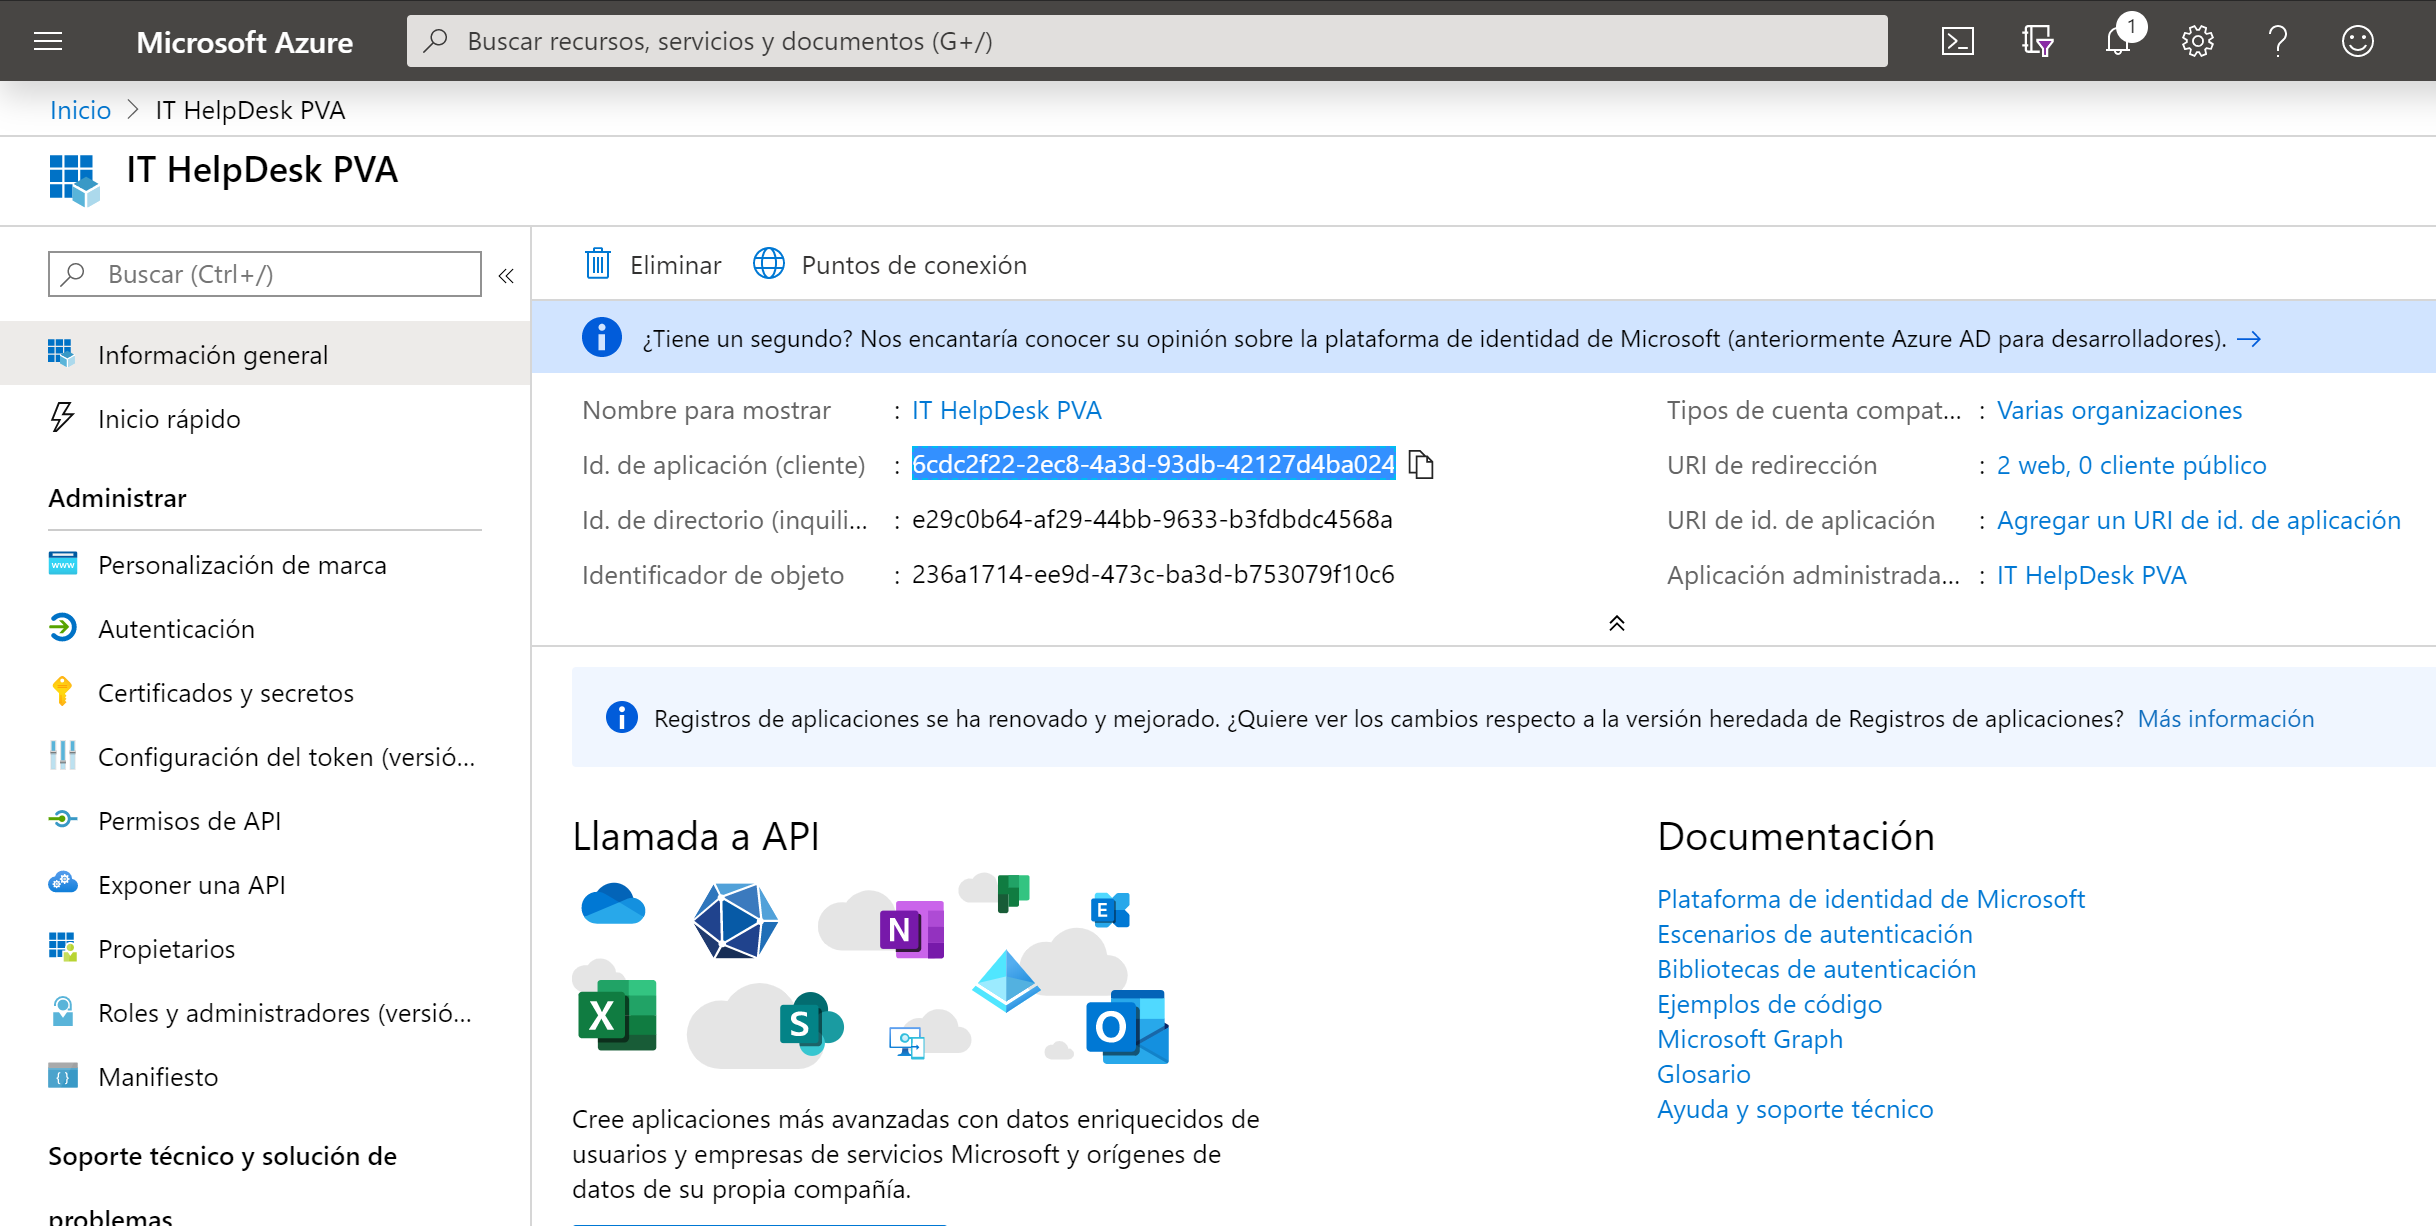 Microsoft Azure
Buscar recursos, servicios y documentos (G+/)
1
Inicio > IT HelpDesk PVA
IT HelpDesk PVA
Buscar (Ctrl+/)
«
Información general
Inicio rápido
Administrar
Personalización de marca
Autenticación
Certificados y secretos
Configuración del token (versió...
Permisos de API
Exponer una API
Propietarios
Roles y administradores (versió...
Manifiesto
Soporte técnico y solución de
problemas
Eliminar
Puntos de conexión
¿Tiene un segundo? Nos encantaría conocer su opinión sobre la plataforma de identidad de Microsoft (anteriormente Azure AD para desarrolladores). →
Nombre para mostrar : IT HelpDesk PVA
Id. de aplicación (cliente) : 6cdc2f22-2ec8-4a3d-93db-42127d4ba024
Id. de directorio (inquili... : e29c0b64-af29-44bb-9633-b3fdbdc4568a
Identificador de objeto : 236a1714-ee9d-473c-ba3d-b753079f10c6
Tipos de cuenta compat... : Varias organizaciones
URI de redirección : 2 web, 0 cliente público
URI de id. de aplicación : Agregar un URI de id. de aplicación
Aplicación administrada... : IT HelpDesk PVA
Registros de aplicaciones se ha renovado y mejorado. ¿Quiere ver los cambios respecto a la versión heredada de Registros de aplicaciones? Más información
Llamada a API
N
E
X
S
O
Cree aplicaciones más avanzadas con datos enriquecidos de
usuarios y empresas de servicios Microsoft y orígenes de
datos de su propia compañía.
Documentación
Plataforma de identidad de Microsoft
Escenarios de autenticación
Bibliotecas de autenticación
Ejemplos de código
Microsoft Graph
Glosario
Ayuda y soporte técnico